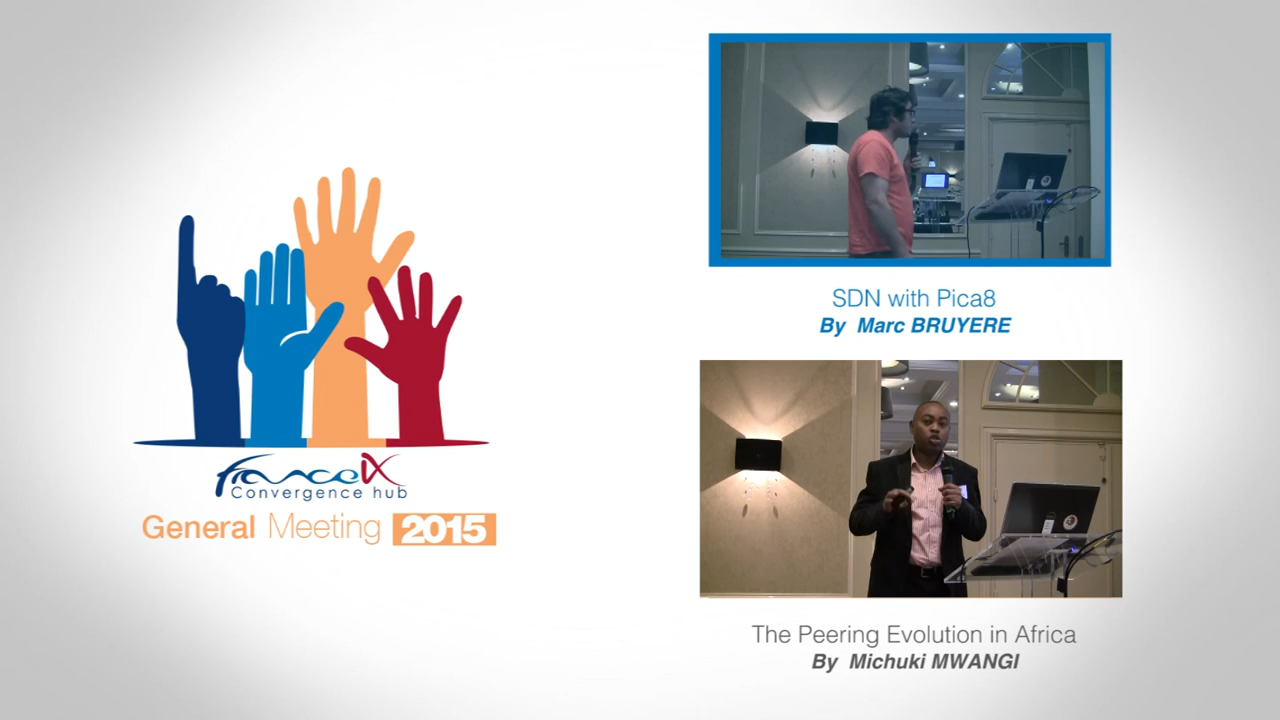 franceIX
Convergence hub
General Meeting 2015
SDN with Pica8
By Marc BRUYERE
The Peering Evolution in Africa
By Michuki MWANGI